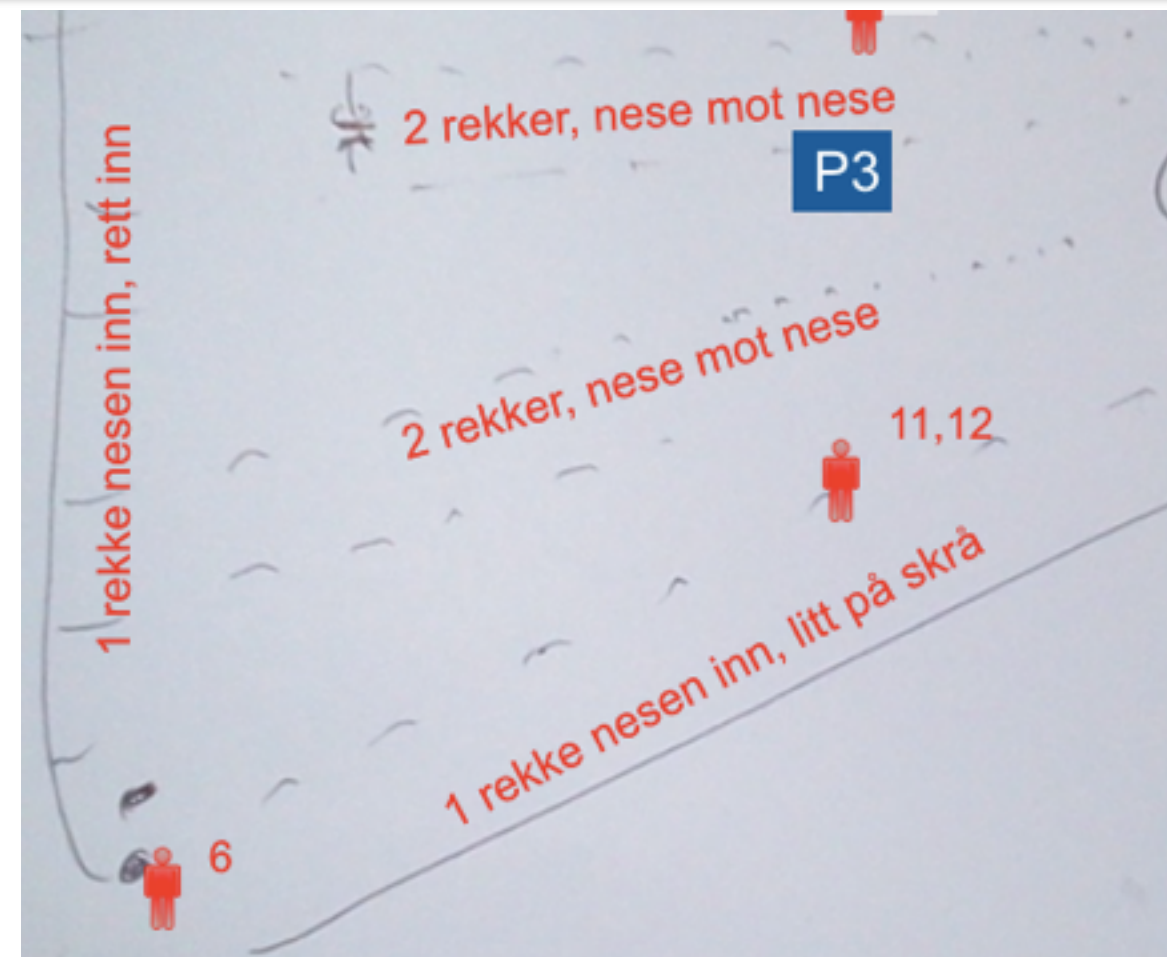 2 rekker, nese mot nese
P3
1 rekke nesen inn, rett inn
2 rekker, nese mot nese
11,12
1 rekke nesen inn, litt på skrå
6